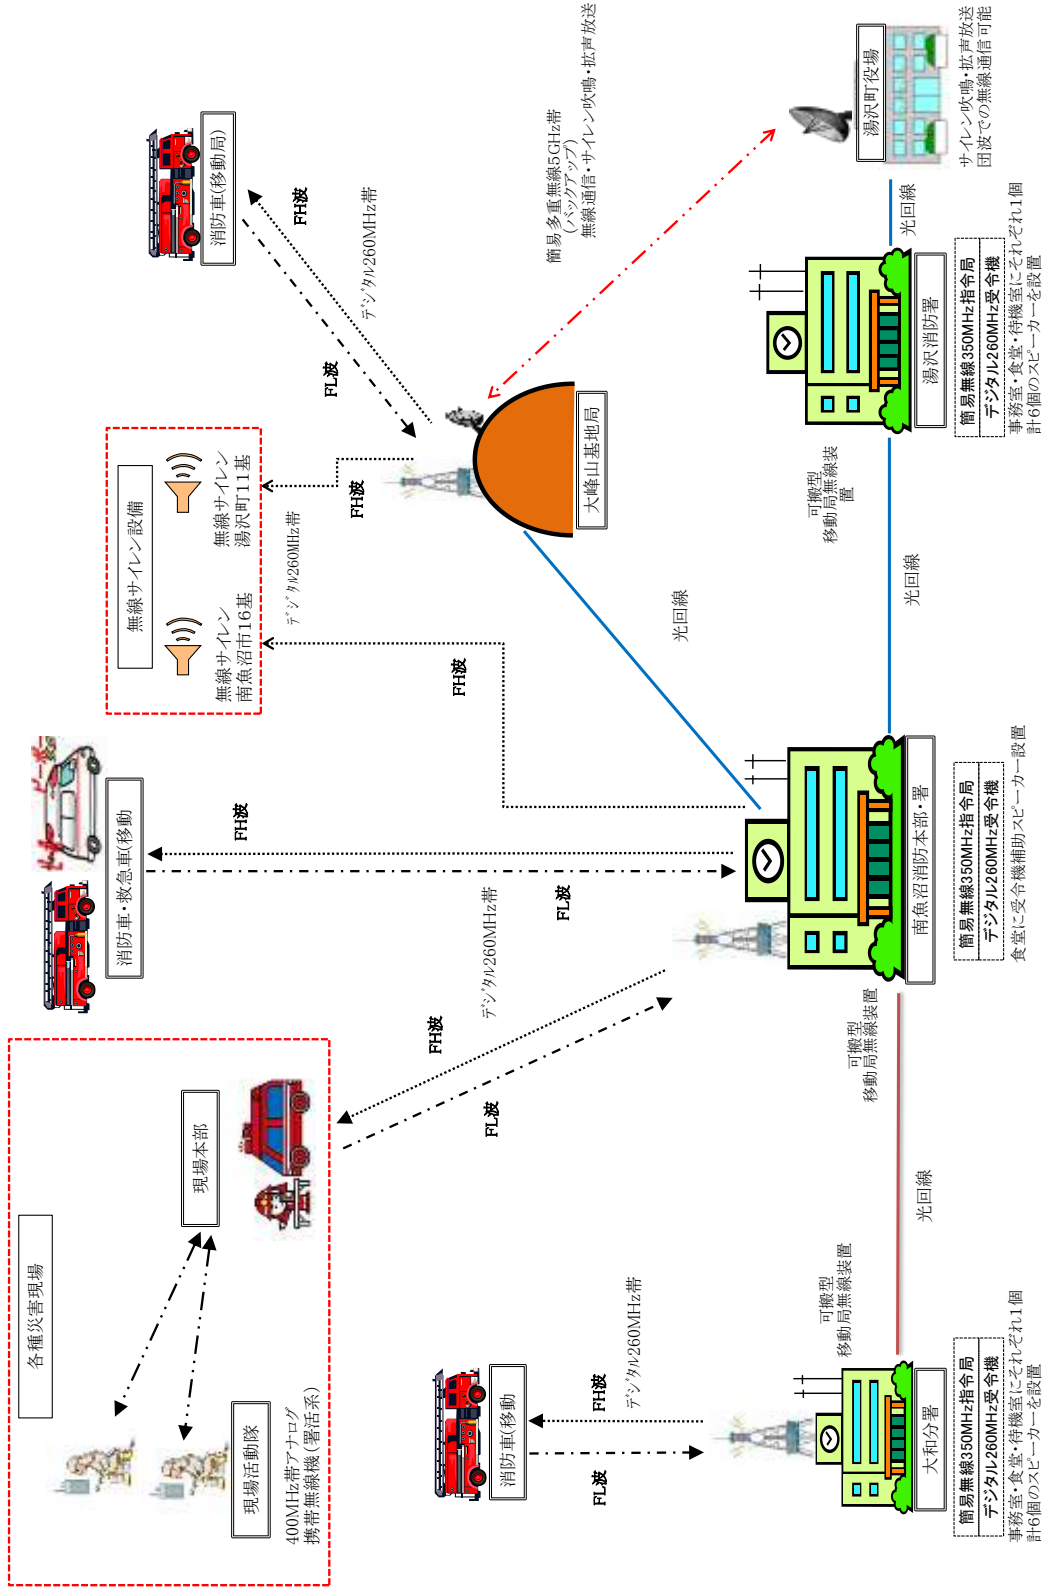 各種災害現場
現場本部
現場活動隊
400MHz帯アナログ
携帯無線機(署活系)
消防車・救急車(移動
ピーポー
無線サイレン設備
無線サイレン
南魚沼市16基
無線サイレン
湯沢町11基
消防車(移動局)
FH波
FL波
デジタル260MHz帯
FH波
デジタル260MHz帯
FH波
FH波
FL波
デジタル260MHz帯
FH波
FL波
消防車(移動
FH波
FL波
デジタル260MHz帯
簡易多重無線5GHz帯
(バックアップ)
無線通信・サイレン吹鳴・拡声放送
大峰山基地局
光回線
大和分署
可搬型
移動局無線装置
簡易無線350MHz指令局
デジタル260MHz受令機
事務室・食堂・待機室にそれぞれ1個
計6個のスピーカーを設置
光回線
南魚沼消防本部・署
可搬型
移動局無線装置
簡易無線350MHz指令局
デジタル260MHz受令機
食堂に受令機補助スピーカー設置
光回線
湯沢消防署
可搬型
移動局無線装
置
簡易無線350MHz指令局
デジタル260MHz受令機
事務室・食堂・待機室にそれぞれ1個
計6個のスピーカーを設置
光回線
湯沢町役場
サイレン吹鳴・拡声放送
団波での無線通信可能